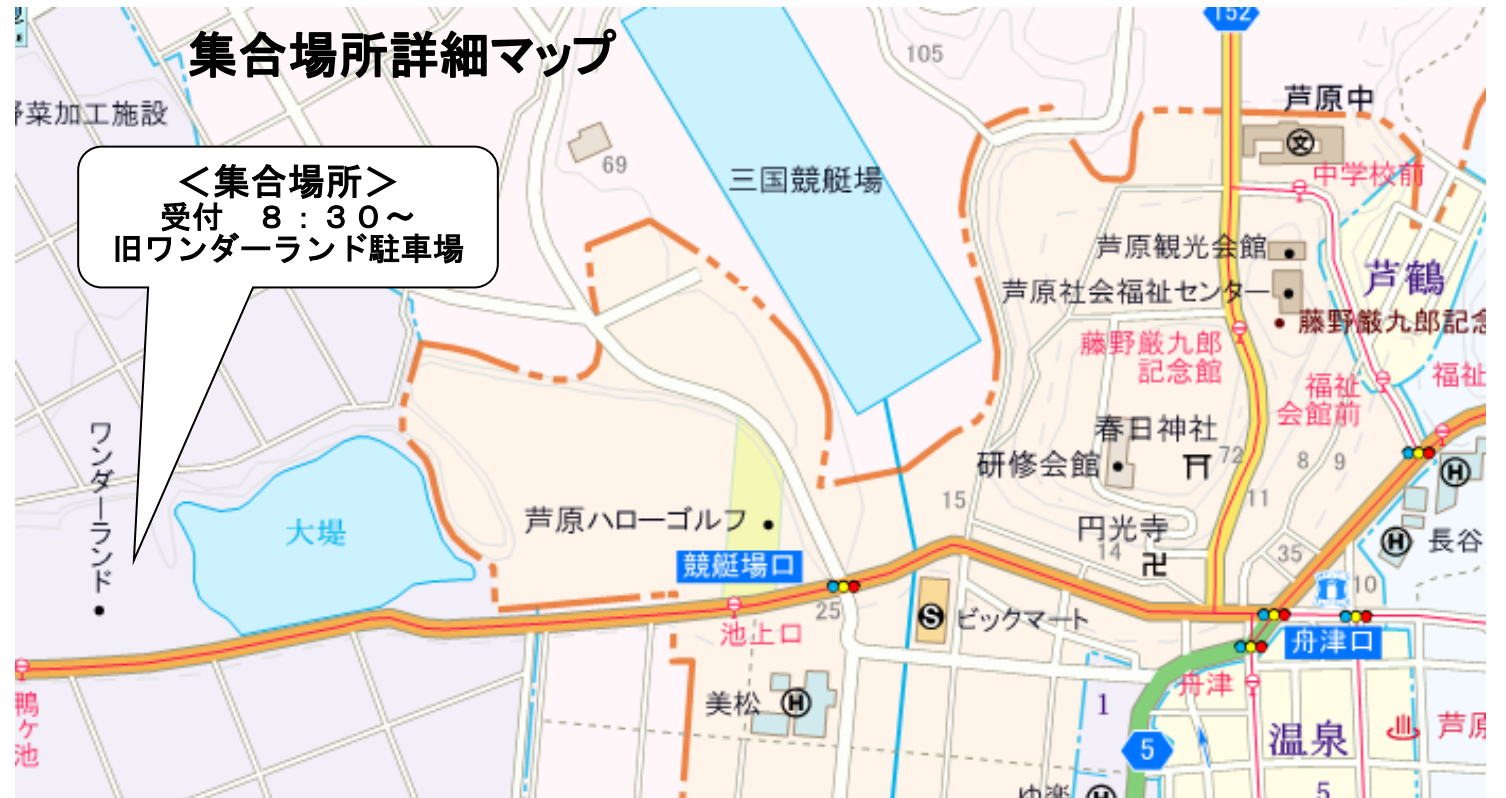 集合場所詳細マップ
152
105
芦原中
野菜加工施設
＜集合場所＞
受付　８：３０～
旧ワンダーランド駐車場
69
三国競艇場
中学校前
芦原観光会館
芦原社会福祉センター
芦鶴
藤野厳九郎記念
藤野厳九郎
記念館
福祉
会館前
福祉
春日神社
研修会館
72
8
9
11
15
ワンダーランド
大堤
芦原ハローゴルフ
競艇場口
円光寺
14
35
10
長谷
25
池上口
ビックマート
舟津口
舟津
鴨ケ池
美松
1
5
温泉
芦原
5
ゆ楽